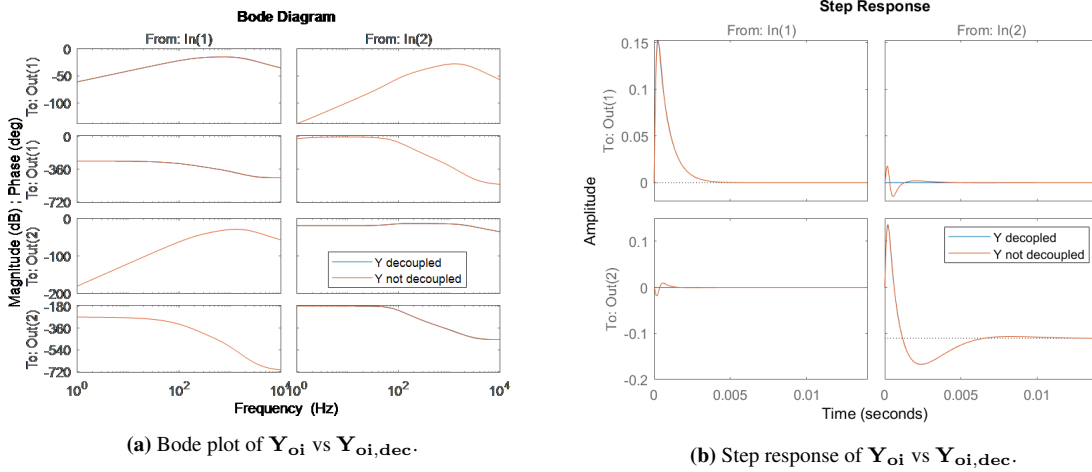 Bode Diagram
From: In(1)
From: In(2)
To: Out(1)
0
-50
-100
To: Out(1)
0
-360
-720
To: Out(2)
0
-100
-200
To: Out(2)
-180
-360
-540
-720
Magnitude (dB) ; Phase (deg)
Y decoupled
Y not decoupled
10^0
10^2
10^4
10^0
10^2
10^4
Frequency (Hz)
(a) Bode plot of Y_oi vs Y_oi,dec.
Step Response
From: In(1)
From: In(2)
To: Out(1)
0.15
0.1
0.05
0
To: Out(2)
0.1
0
-0.1
-0.2
Amplitude
Y decopled
Y not decoupled
0
0.005
0.01
0
0.005
0.01
Time (seconds)
(b) Step response of Y_oi vs Y_oi,dec.